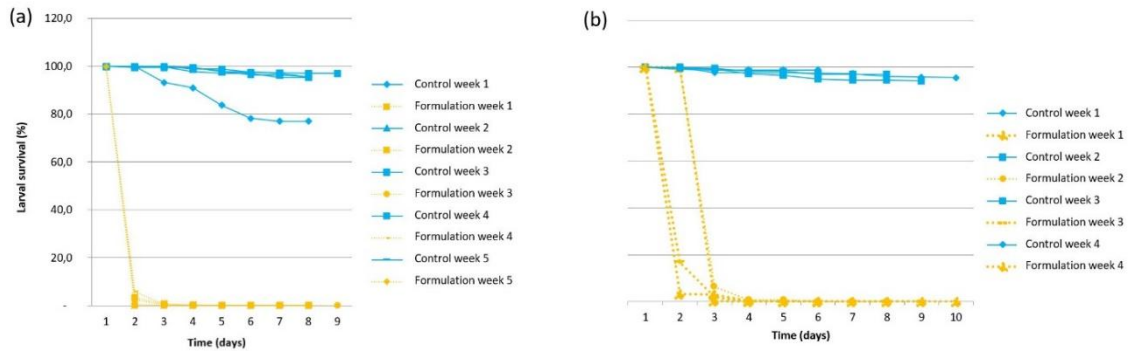 (a)
Larval survival (%)
120,0
100,0
80,0
60,0
40,0
20,0
-
1 2 3 4 5 6 7 8 9
Time (days)
Control week 1
Formulation week 1
Control week 2
Formulation week 2
Control week 3
Formulation week 3
Control week 4
Formulation week 4
Control week 5
Formulation week 5
(b)
1 2 3 4 5 6 7 8 9 10
Time (days)
Control week 1
Formulation week 1
Control week 2
Formulation week 2
Control week 3
Formulation week 3
Control week 4
Formulation week 4